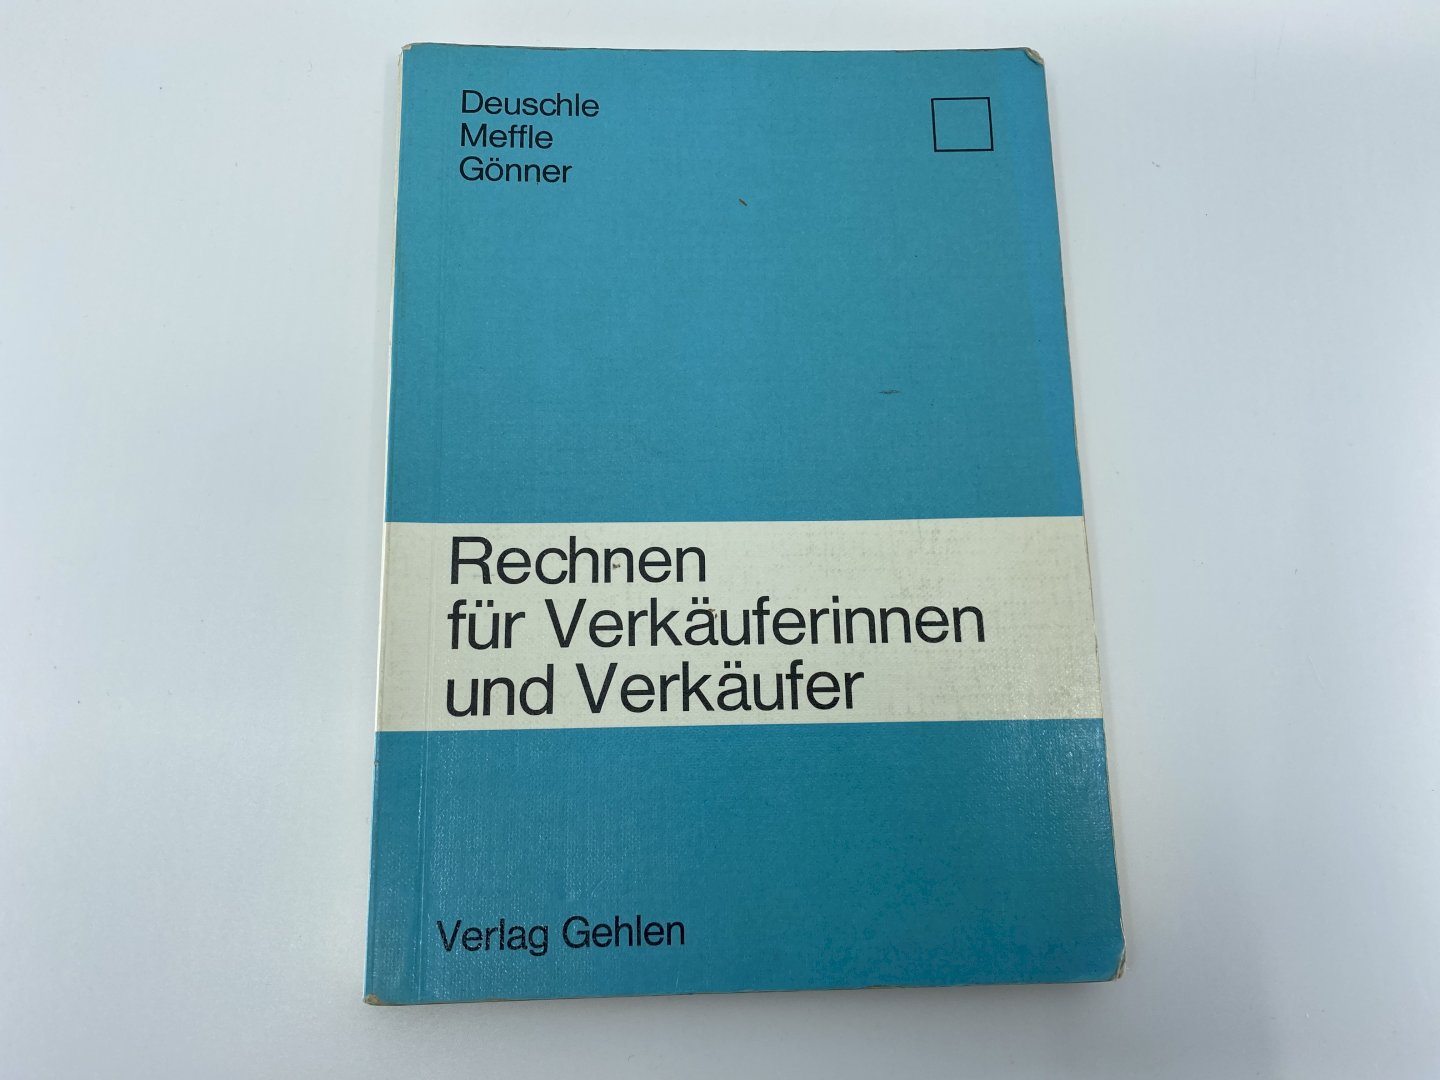 Deuschle
Meffle
Gönner
Rechnen
für Verkäuferinnen
und Verkäufer
Verlag Gehlen